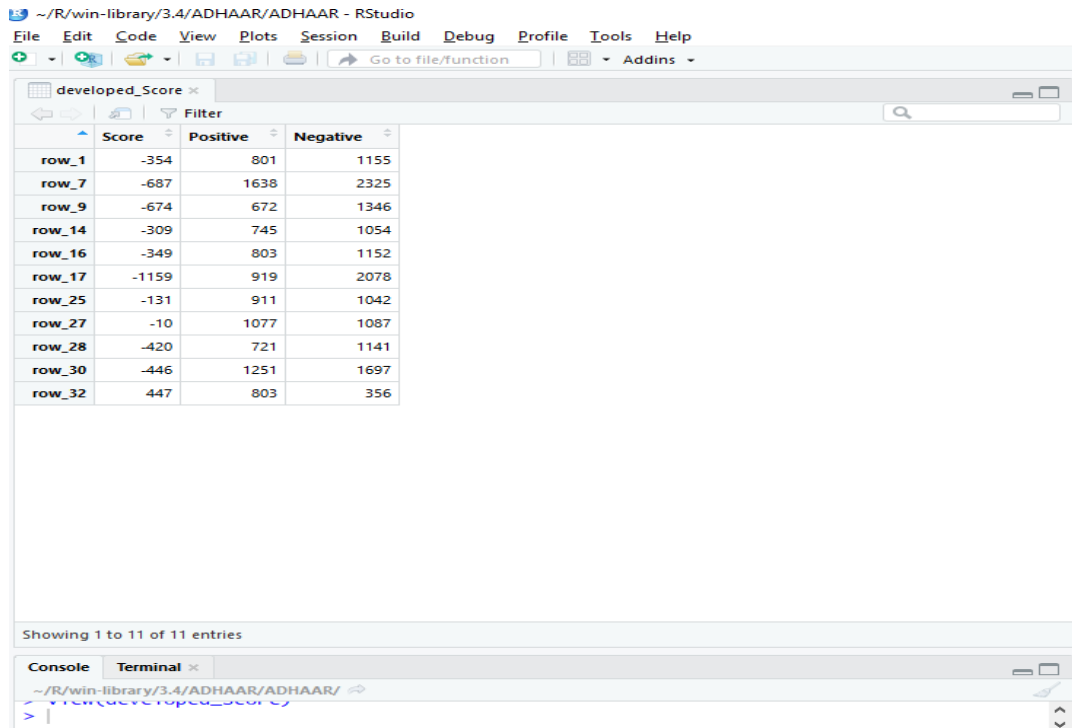 ~/R/win-library/3.4/ADHAAR/ADHAAR - RStudio
File Edit Code View Plots Session Build Debug Profile Tools Help
Go to file/function Addins
developed_Score
Filter
Score Positive Negative
row_1 -354 801 1155
row_7 -687 1638 2325
row_9 -674 672 1346
row_14 -309 745 1054
row_16 -349 803 1152
row_17 -1159 919 2078
row_25 -131 911 1042
row_27 -10 1077 1087
row_28 -420 721 1141
row_30 -446 1251 1697
row_32 447 803 356
Showing 1 to 11 of 11 entries
Console Terminal
~/R/win-library/3.4/ADHAAR/ADHAAR/
> View(developed_Score)
>